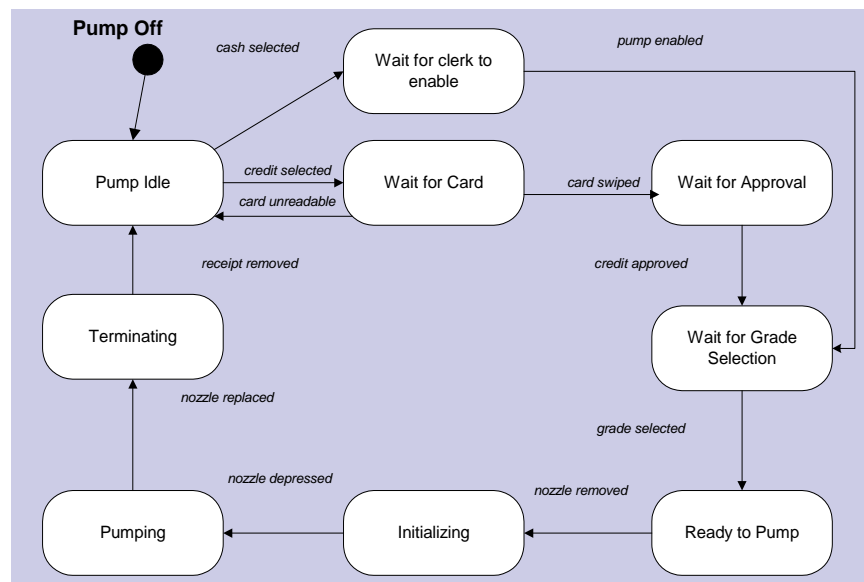 Pump Off
cash selected
Wait for clerk to
enable
pump enabled
Pump Idle
credit selected
card unreadable
Wait for Card
card swiped
Wait for Approval
receipt removed
credit approved
Terminating
Wait for Grade
Selection
nozzle replaced
grade selected
nozzle depressed
nozzle removed
Pumping
Initializing
Ready to Pump